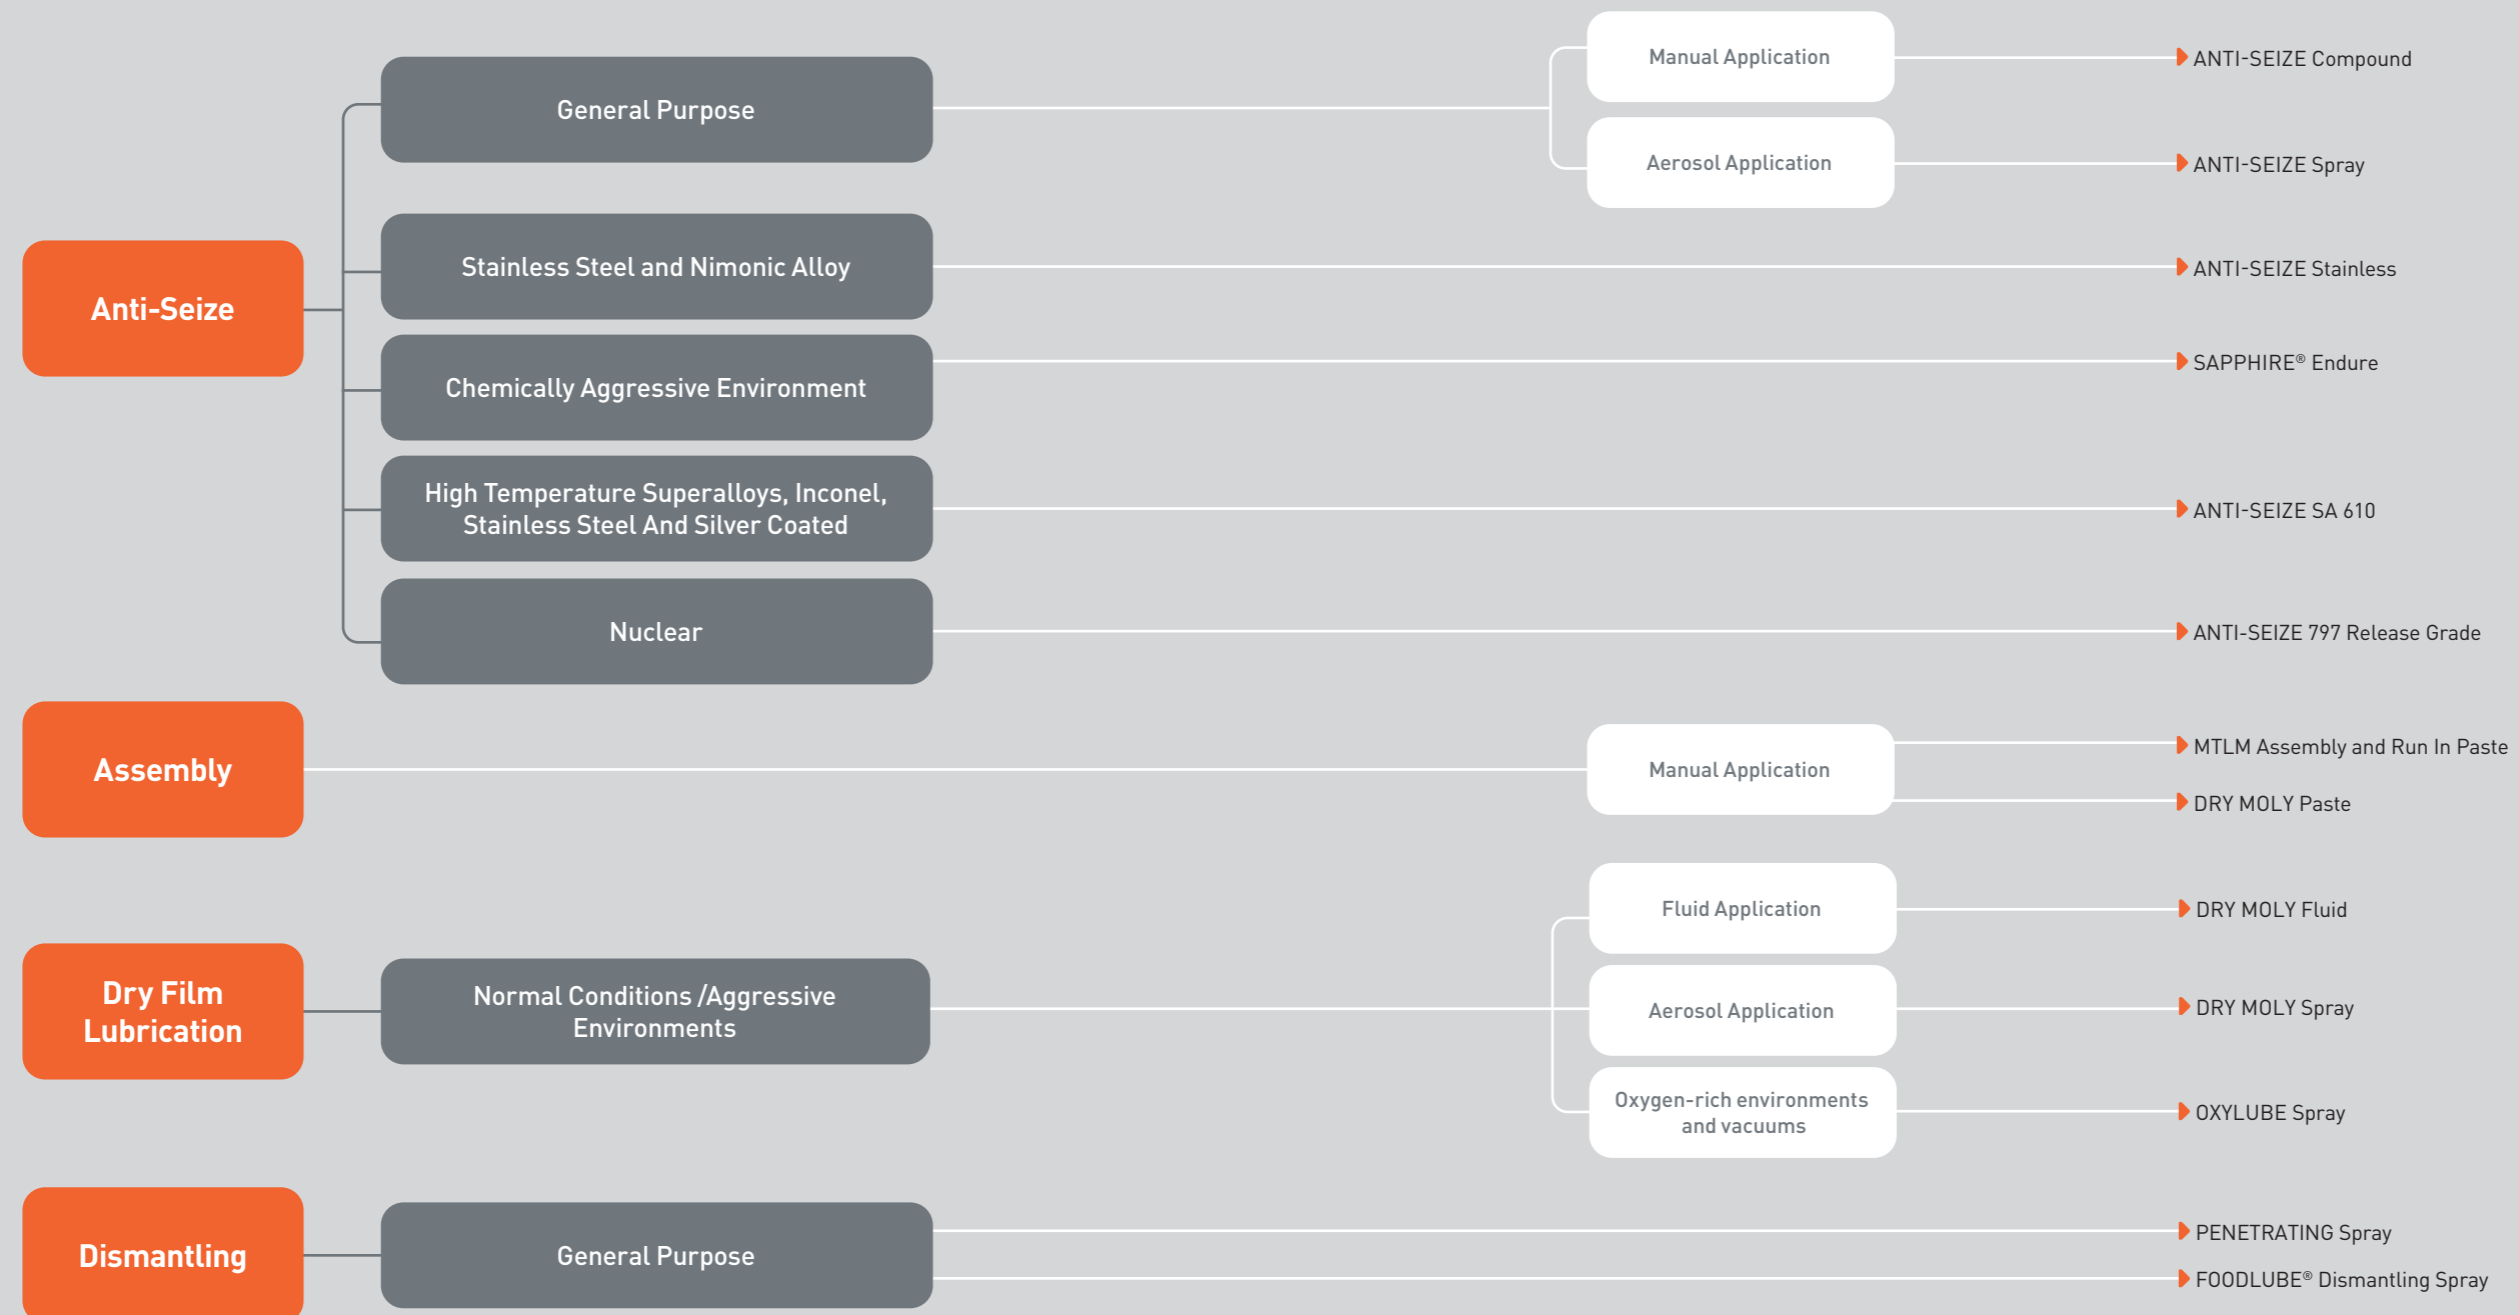 Anti-Seize
General Purpose
Manual Application
ANTI-SEIZE Compound
Aerosol Application
ANTI-SEIZE Spray
Stainless Steel and Nimonic Alloy
ANTI-SEIZE Stainless
Chemically Aggressive Environment
SAPPHIRE® Endure
High Temperature Superalloys, Inconel,
Stainless Steel And Silver Coated
ANTI-SEIZE SA 610
Nuclear
ANTI-SEIZE 797 Release Grade
Assembly
Manual Application
MTLM Assembly and Run In Paste
DRY MOLY Paste
Dry Film
Lubrication
Normal Conditions /Aggressive
Environments
Fluid Application
DRY MOLY Fluid
Aerosol Application
DRY MOLY Spray
Oxygen-rich environments
and vacuums
OXYLUBE Spray
Dismantling
General Purpose
PENETRATING Spray
FOODLUBE® Dismantling Spray